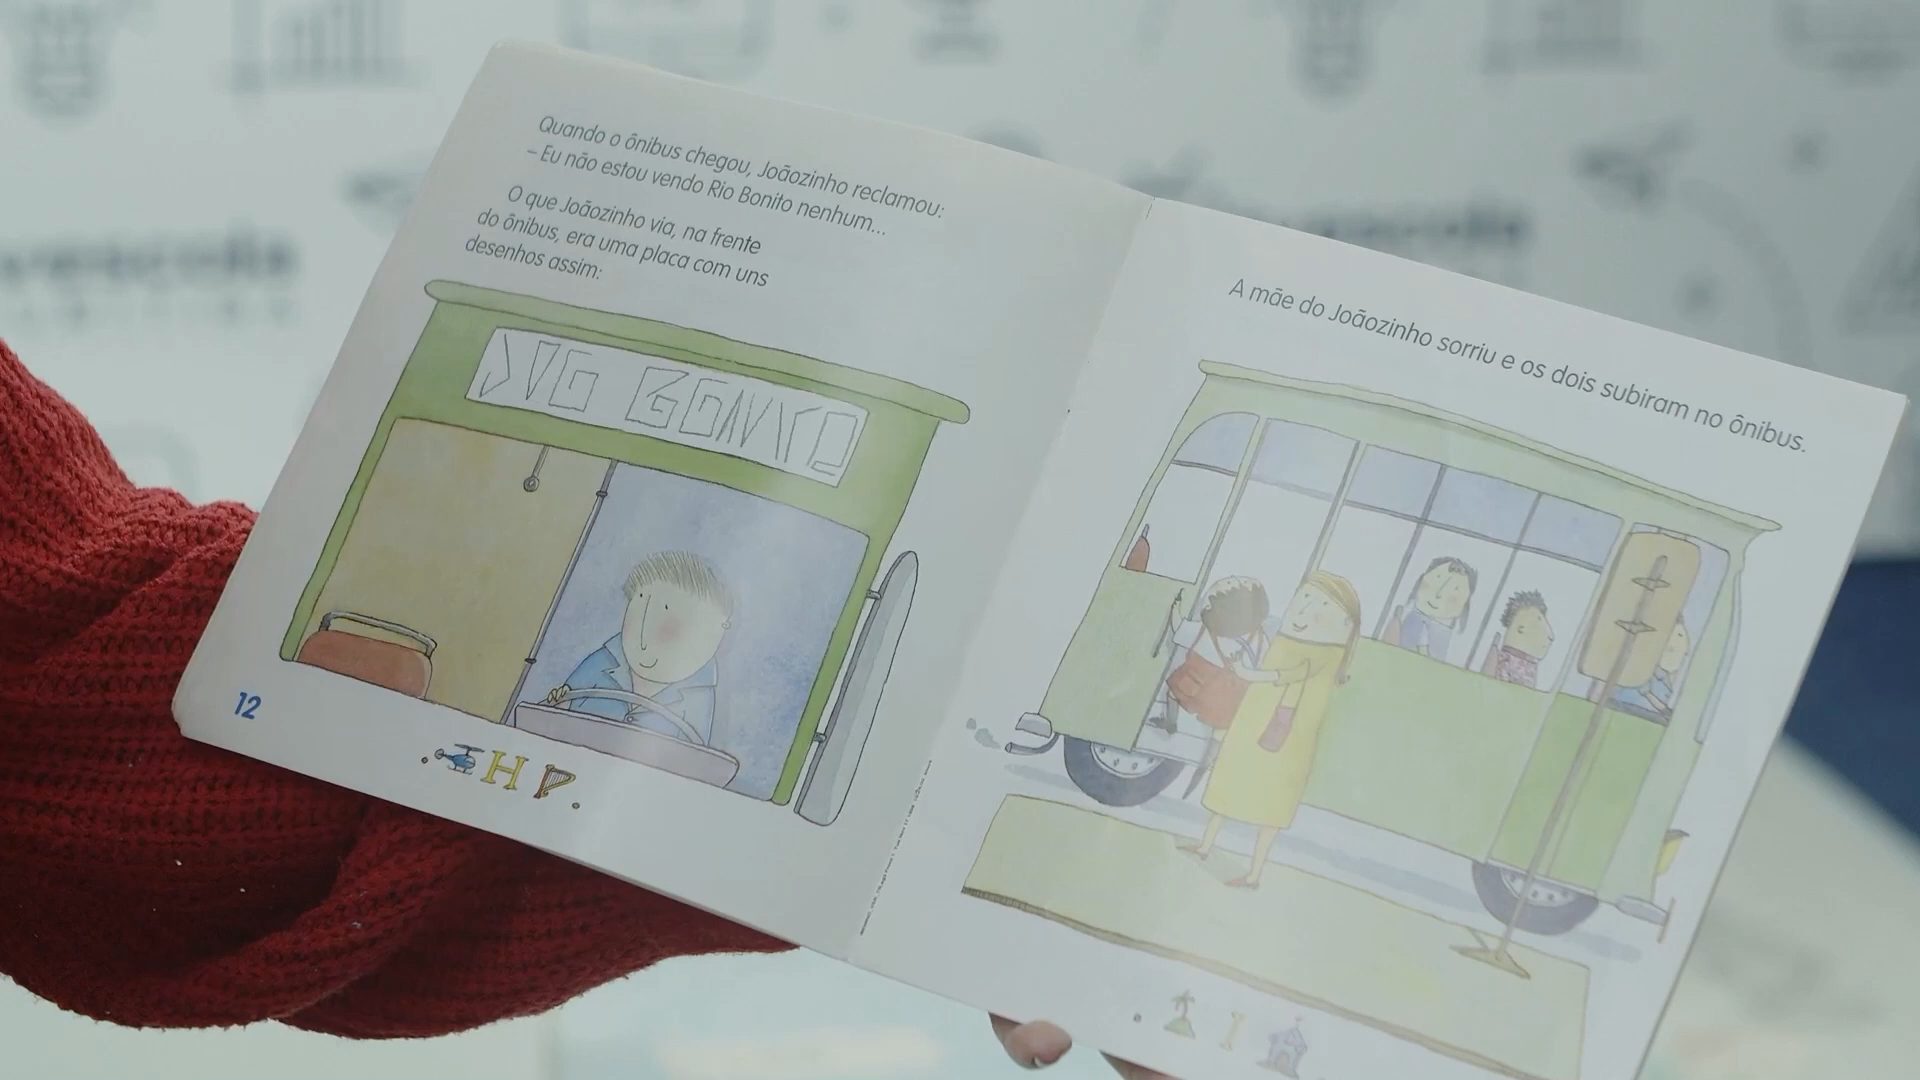 Quando o ônibus chegou, Joãozinho reclamou:
– Eu não estou vendo Rio Bonito nenhum...
O que Joãozinho via, na frente
do ônibus, era uma placa com uns
desenhos assim:
12
H
A mãe do Joãozinho sorriu e os dois subiram no ônibus.
I